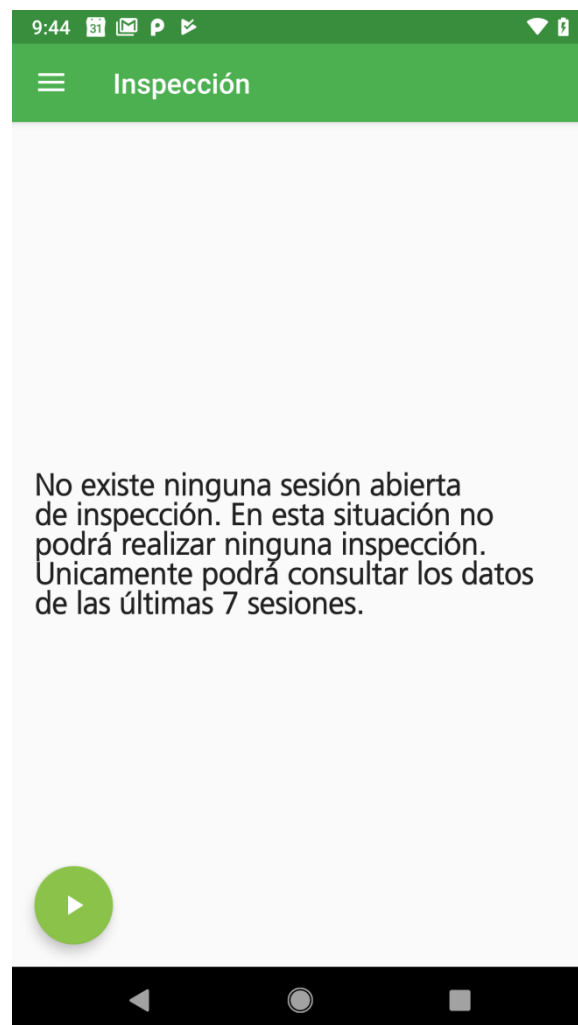 9:44
31
Inspección
No existe ninguna sesión abierta
de inspección. En esta situación no
podrá realizar ninguna inspección.
Unicamente podrá consultar los datos
de las últimas 7 sesiones.